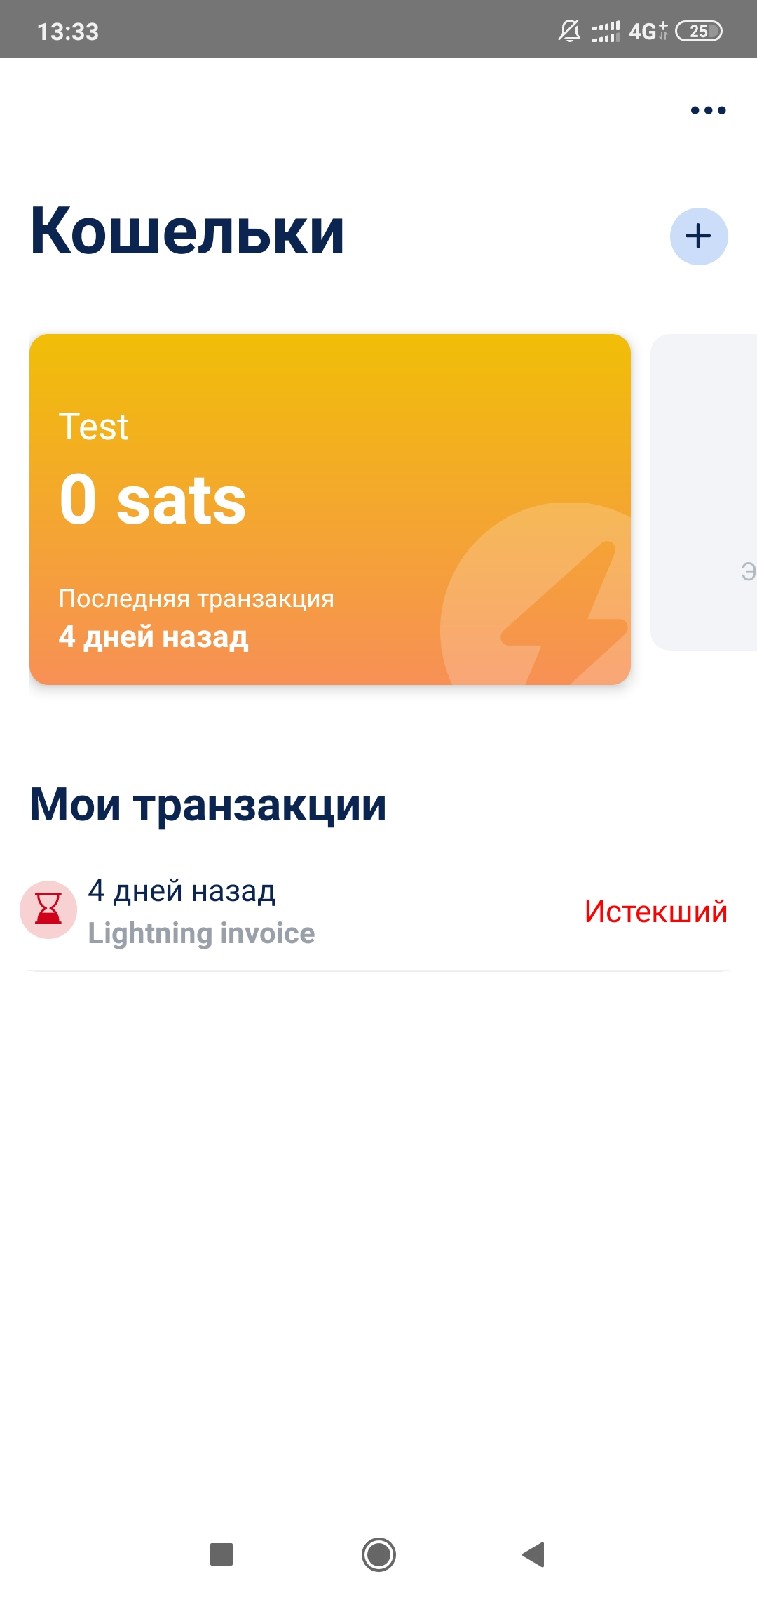 13:33
4G+ 25
Кошельки
Test
0 sats
Последняя транзакция
4 дней назад
Э
Мои транзакции
4 дней назад
Lightning invoice
Истекший